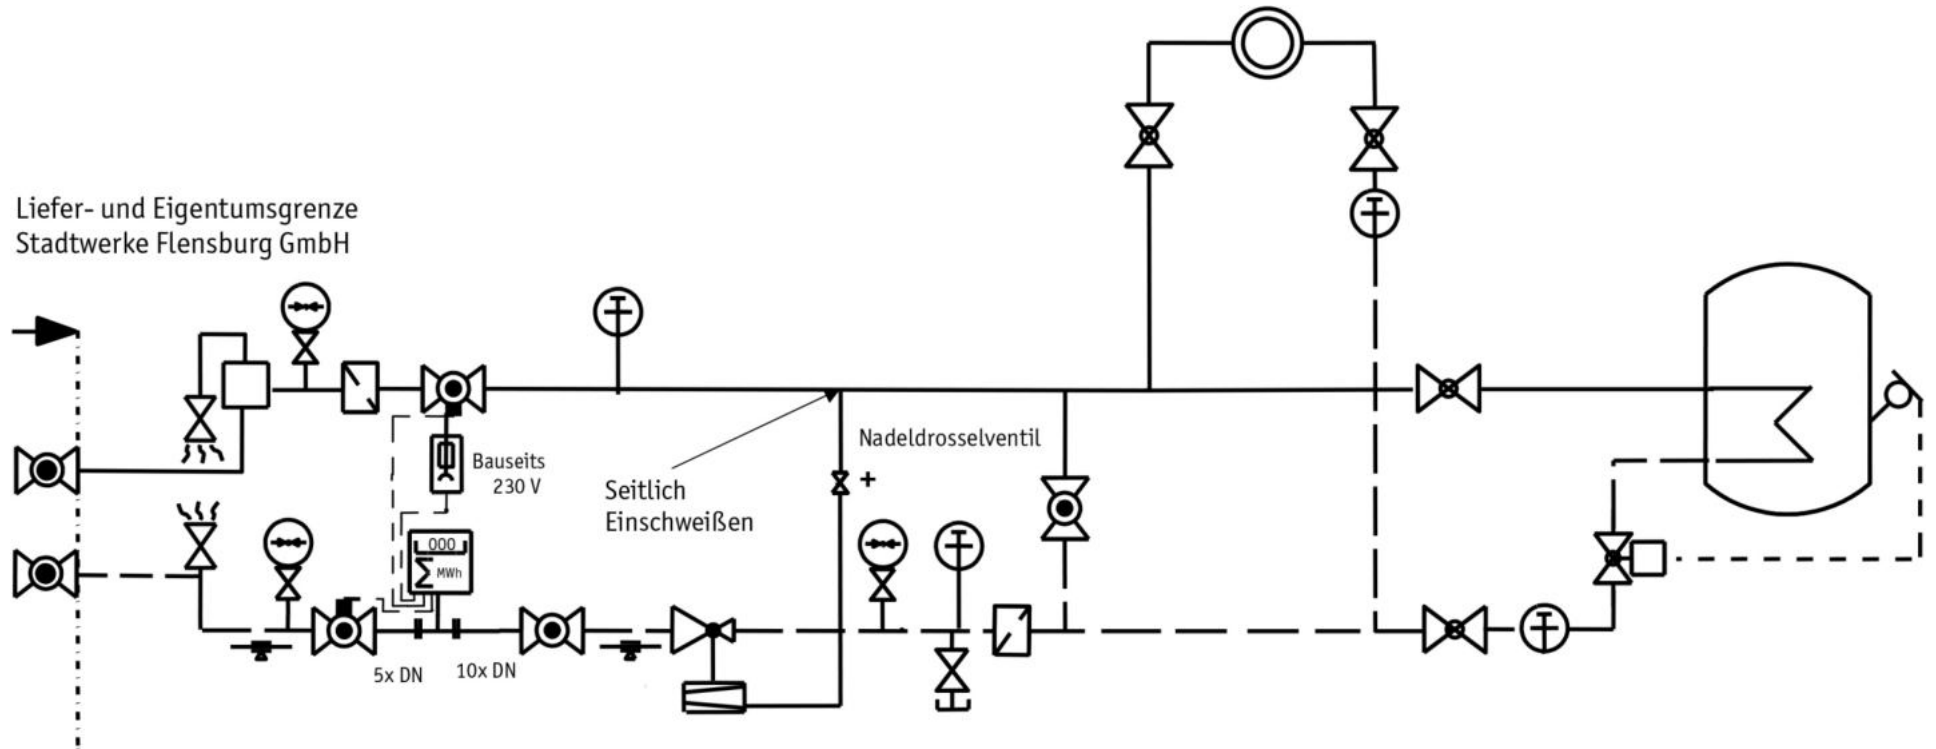 Liefer- und Eigentumsgrenze
Stadtwerke Flensburg GmbH
Bauseits
230 V
Nadeldrosselventil
+
Seitlich
Einschweißen
000
Σ MWh
5x DN
10x DN